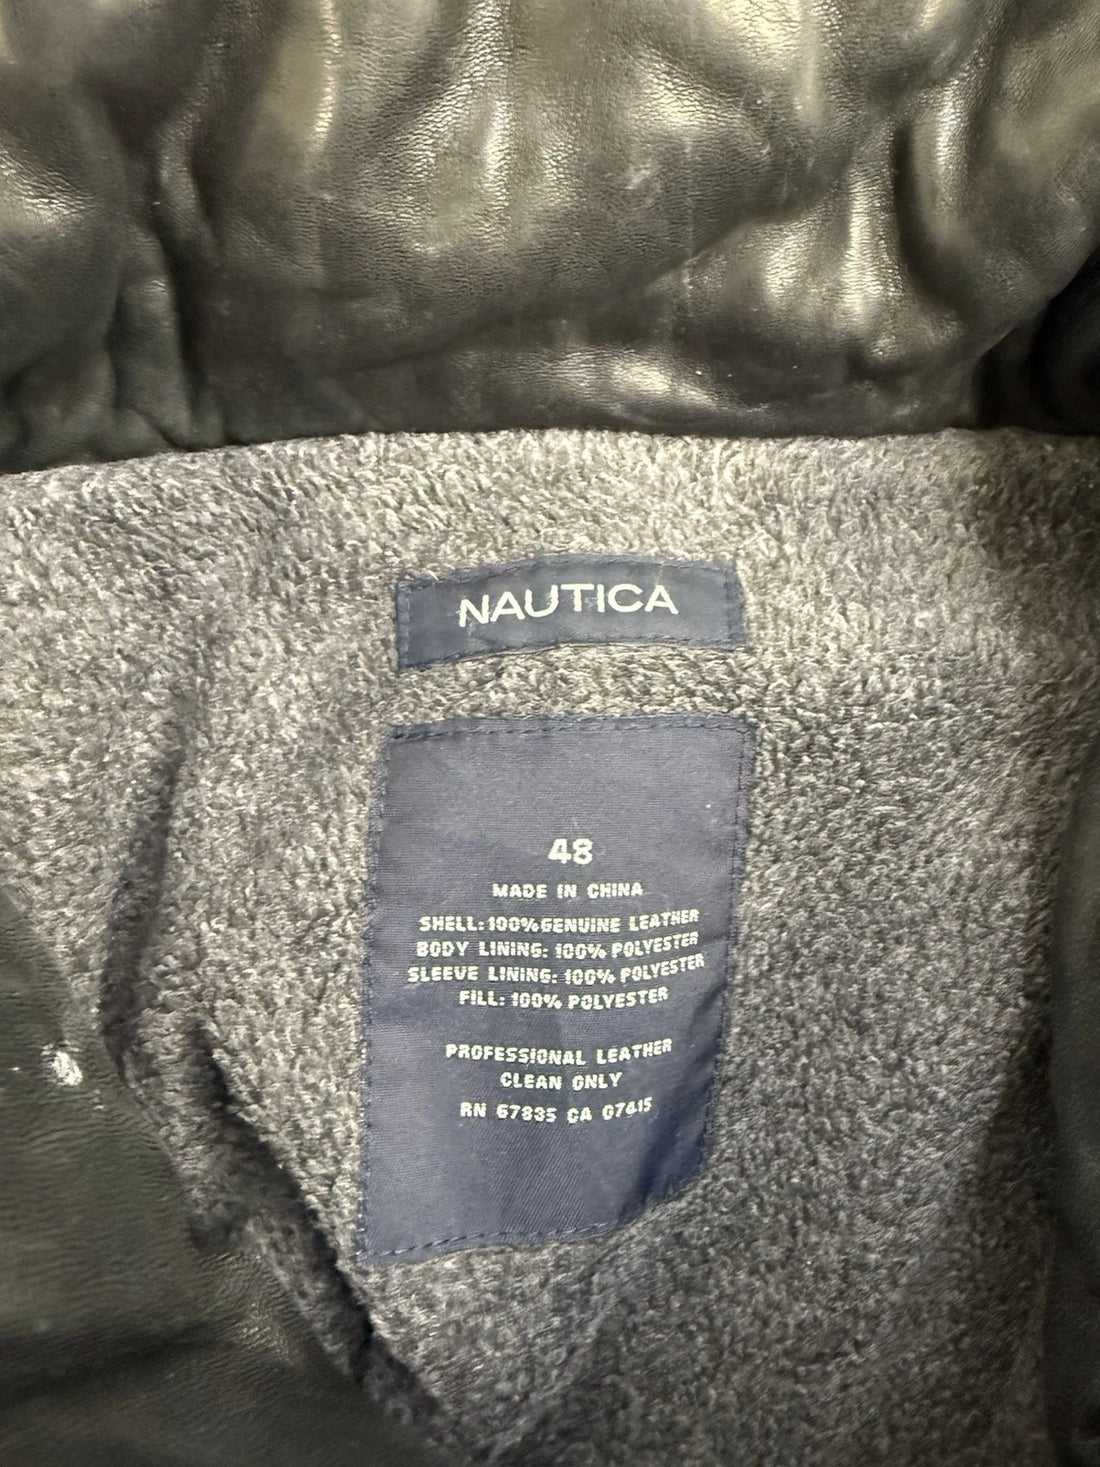 NAUTICA
48
MADE IN CHINA
SHELL: 100% GENUINE LEATHER
BODY LINING: 100% POLYESTER
SLEEVE LINING: 100% POLYESTER
FILL: 100% POLYESTER
PROFESSIONAL LEATHER
CLEAN ONLY
RN 67835 CA 07415